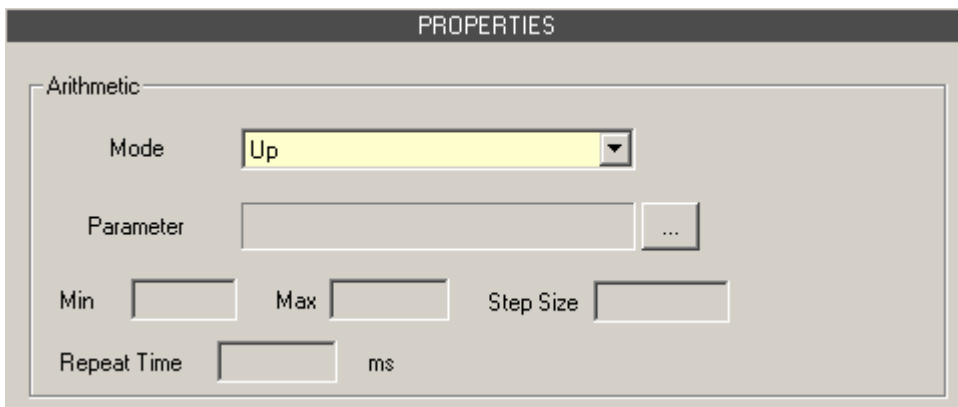 PROPERTIES
Arithmetic
Mode Up
Parameter ...
Min Max Step Size
Repeat Time ms